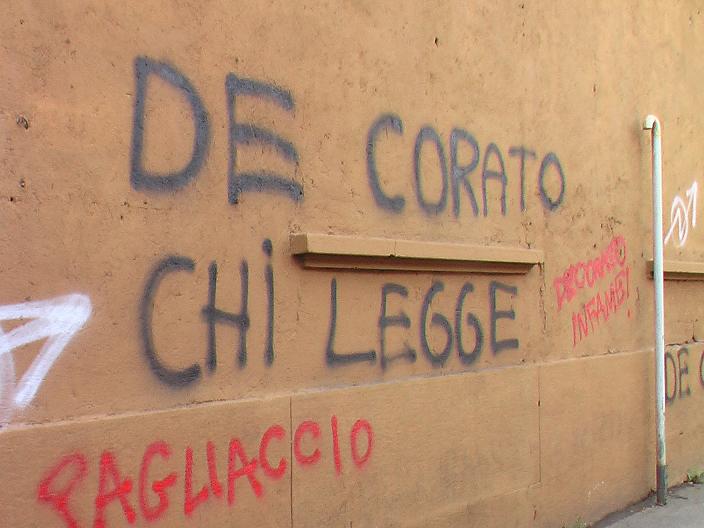 DE CORATO
CHi LEGGE
DECORATO
INFAME!
PAGLIACCIO
DE C